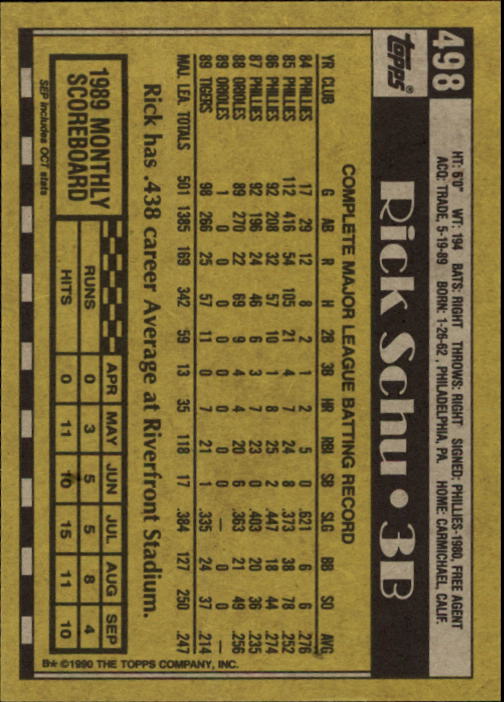 498
topps®
HT: 6'0" WT: 194 BATS: RIGHT THROWS: RIGHT SIGNED: PHILLIES-1980, FREE AGENT
ACQ: TRADE, 5-19-89 BORN: 1-26-62, PHILADELPHIA, PA. HOME: CARMICHAEL, CALIF.
Rick Schu • 3B
COMPLETE MAJOR LEAGUE BATTING RECORD
YR CLUB G AB R H 2B 3B HR RBI SB SLG BB SO AVG
84 PHILLIES 17 29 12 8 2 1 2 5 0 .621 6 6 .276
85 PHILLIES 112 416 54 105 21 4 7 24 8 .373 38 78 .252
86 PHILLIES 92 208 32 57 10 1 8 25 2 .447 18 44 .274
87 PHILLIES 92 196 24 46 6 3 7 23 0 .403 20 36 .235
88 ORIOLES 89 270 22 69 9 4 4 20 6 .363 21 49 .256
89 ORIOLES 1 0 0 0 0 0 0 0 0 — 0 0 —
89 TIGERS 98 266 25 57 11 0 7 21 1 .335 24 37 .214
MAJ. LEA. TOTALS 501 1385 169 342 59 13 35 118 17 .384 127 250 .247
Rick has .438 career Average at Riverfront Stadium.
1989 MONTHLY SCOREBOARD
APR MAY JUN JUL AUG SEP
RUNS 0 3 5 5 8 4
HITS 0 11 10 15 11 10
SEP includes OCT stats
B* ©1990 THE TOPPS COMPANY, INC.